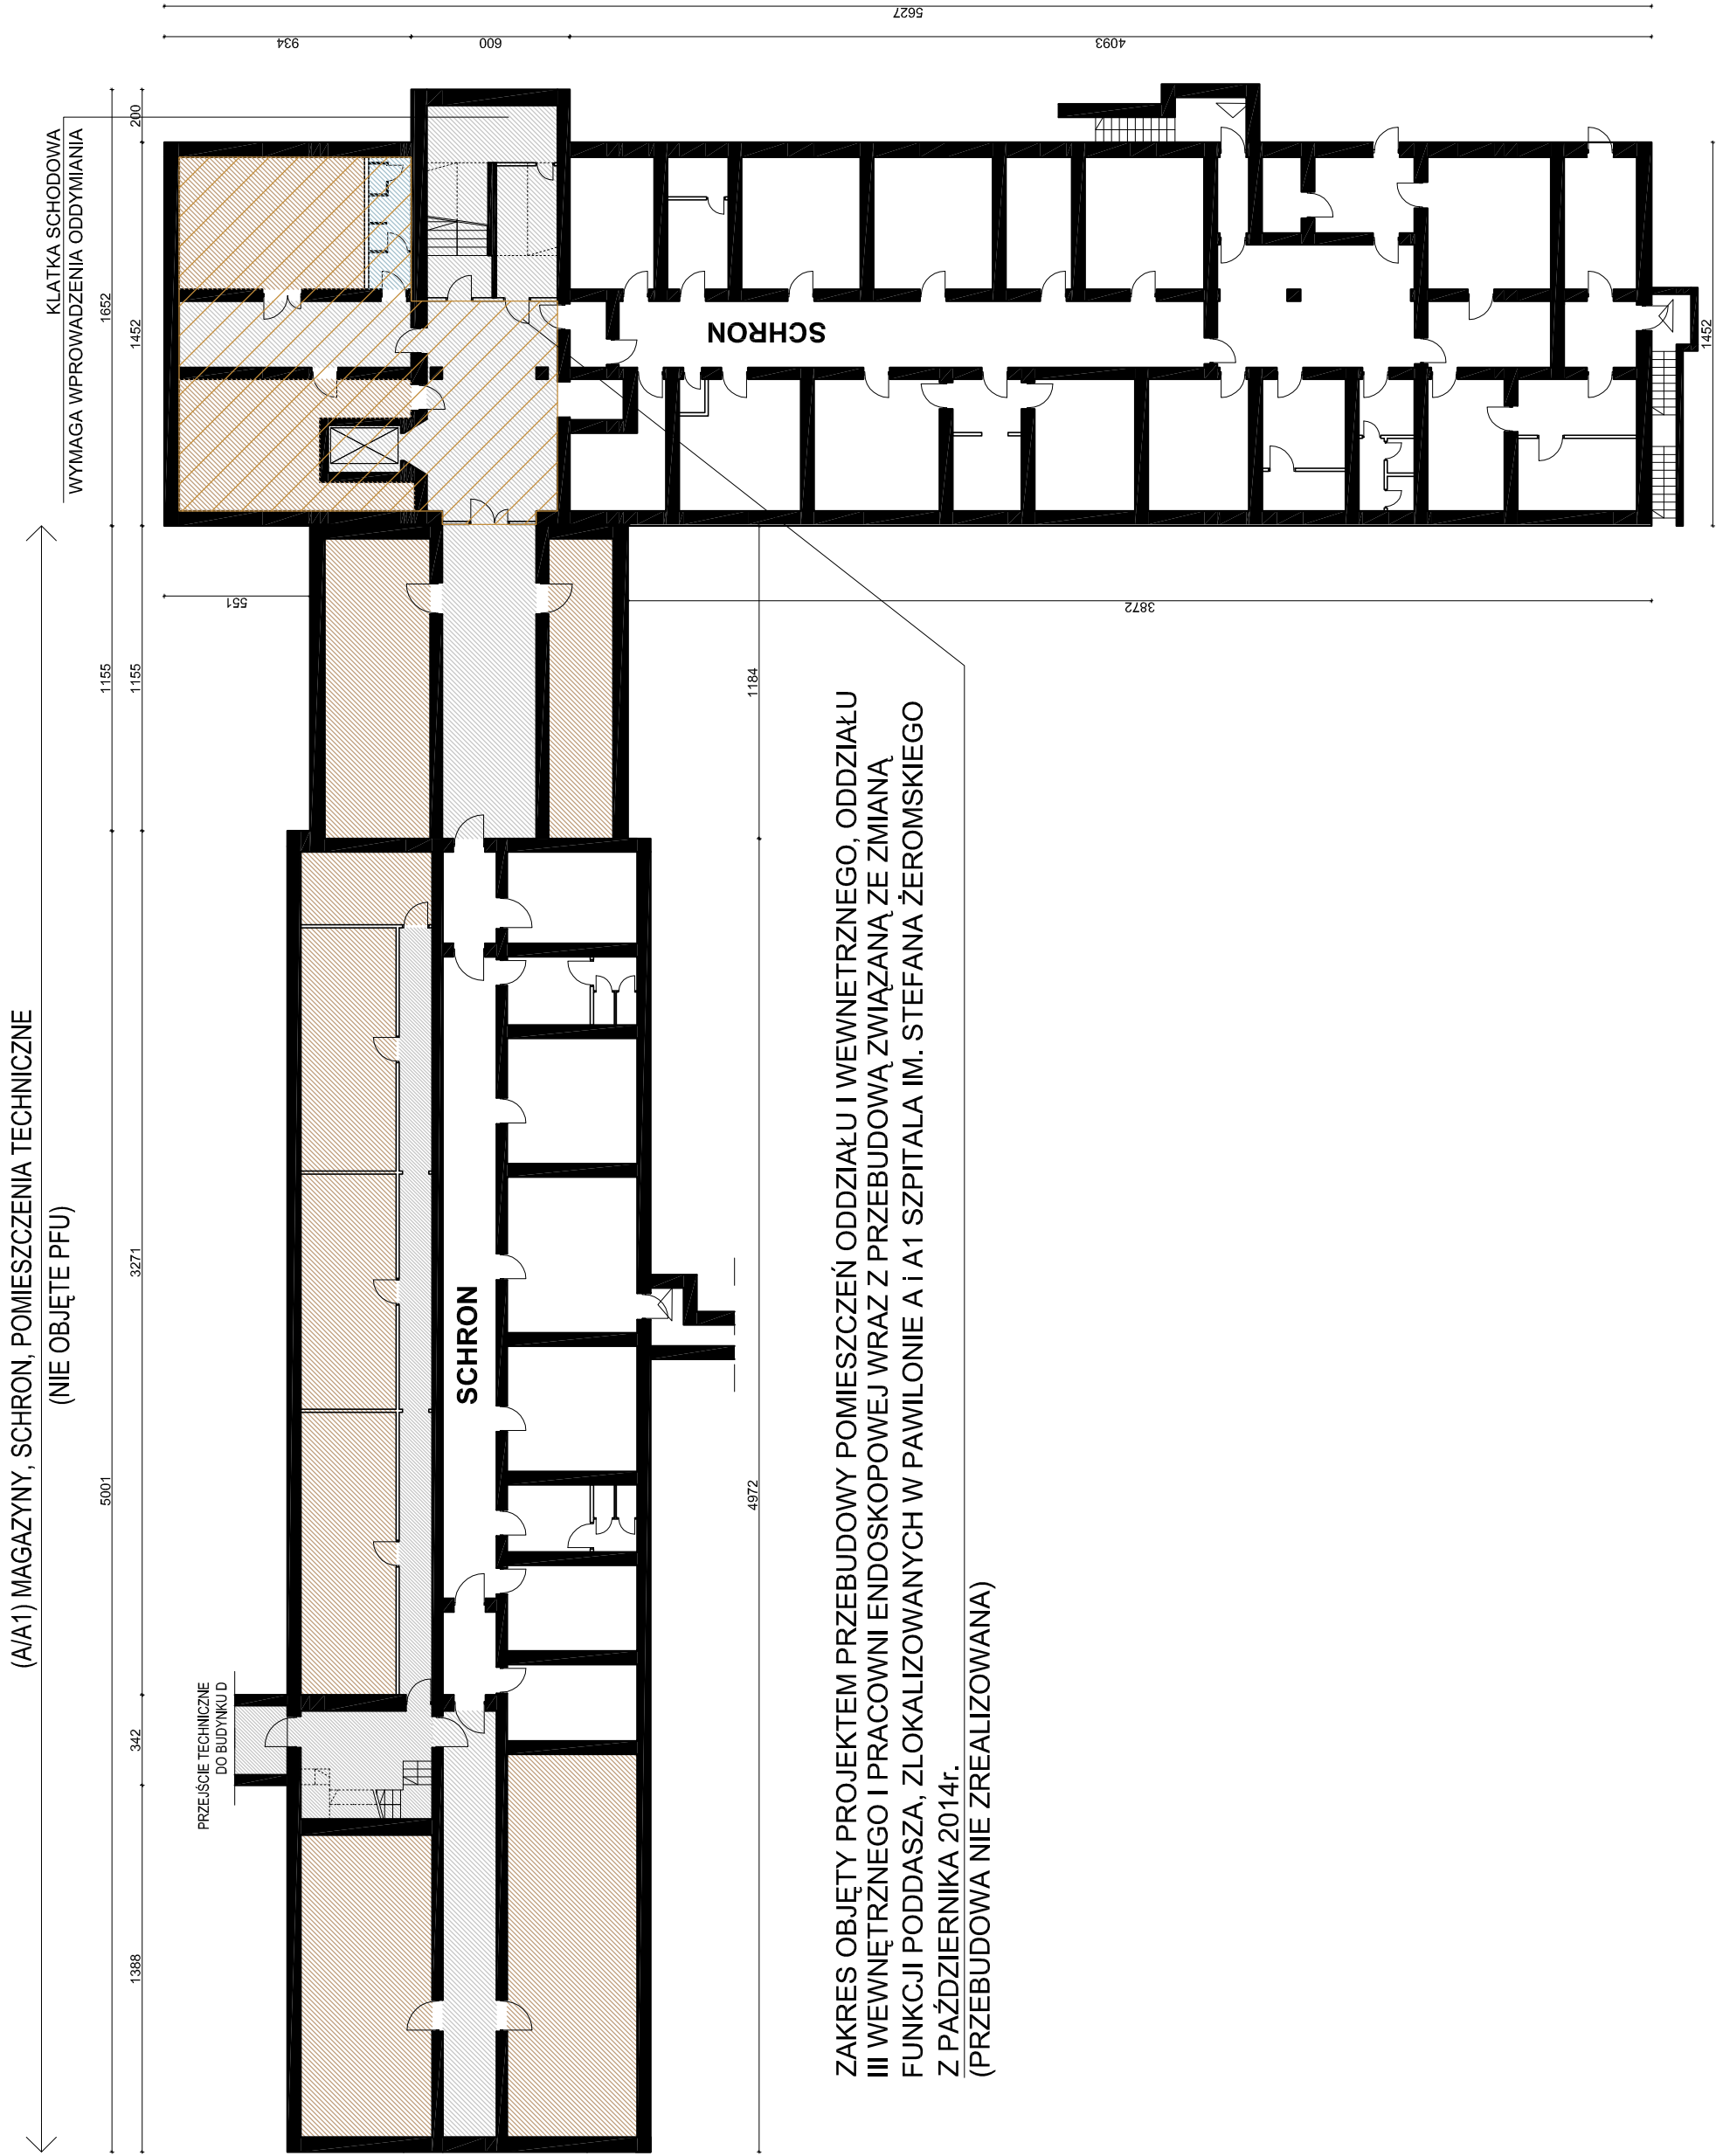 (A/A1) MAGAZYNY, SCHRON, POMIESZCZENIA TECHNICZNE
(NIE OBJĘTE PFU)
KLATKA SCHODOWA
WYMAGA WPROWADZENIA ODDYMIANIA
5001
1155
1652
1388
342
3271
1155
1452
200
PRZEJŚCIE TECHNICZNE
DO BUDYNKU D
SCHRON
SCHRON
934
600
4093
5627
551
3872
4972
1184
1452
ZAKRES OBJĘTY PROJEKTEM PRZEBUDOWY POMIESZCZEŃ ODDZIAŁU I WEWNETRZNEGO, ODDZIAŁU
III WEWNĘTRZNEGO I PRACOWNI ENDOSKOPOWEJ WRAZ Z PRZEBUDOWĄ ZWIĄZANĄ ZE ZMIANĄ
FUNKCJI PODDASZA, ZLOKALIZOWANYCH W PAWILONIE A i A1 SZPITALA IM. STEFANA ŻEROMSKIEGO
Z PAŹDZIERNIKA 2014r.
(PRZEBUDOWA NIE ZREALIZOWANA)